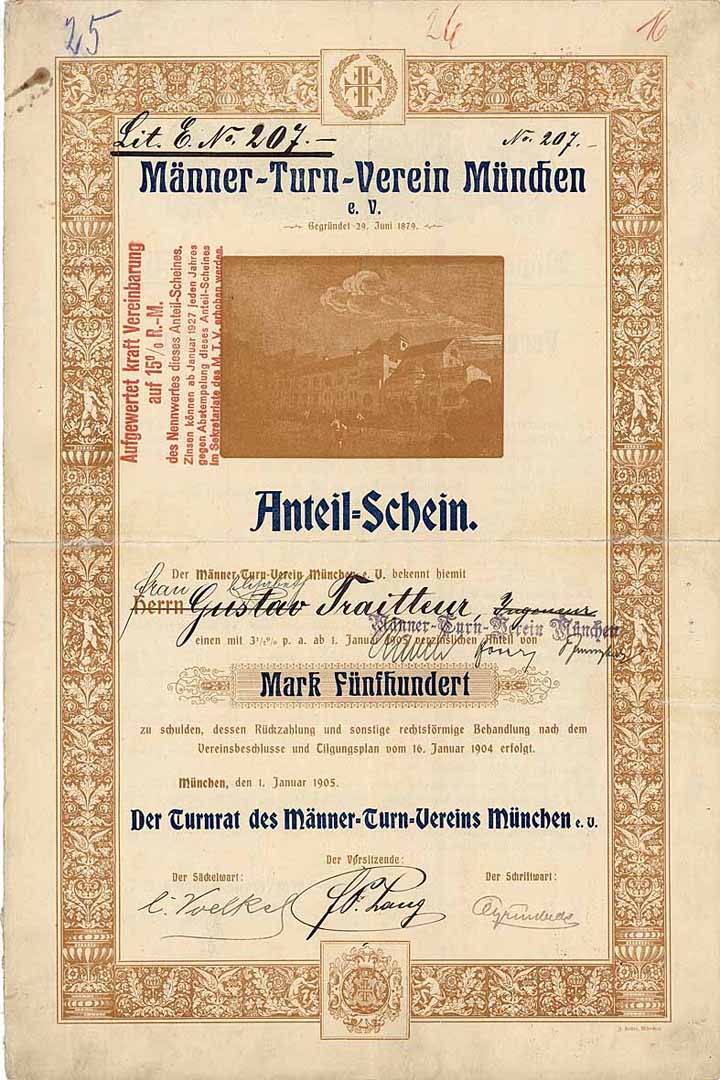 25
26
16
Lit. E. No. 207.-
No. 207.-
Männer-Turn-Verein München
e. V.
Gegründet 29. Juni 1879.
Aufgewertet kraft Vereinbarung
auf 15% R.-M.
des Nennwertes dieses Anteil-Scheines.
Zinsen können ab Januar 1927 jeden Jahres
gegen Abstempelung dieses Anteil-Scheines
im Sekretariate des M. T. V. erhoben werden.
Anteil-Schein.
Der Männer-Turn-Verein München e. V. bekennt hiemit
Frau Elisabeth
Herrn Gustav Traitteur, Ingenieur
Männer-Turn-Verein München
einen mit 3½% p. a. ab 1. Januar 1905 verzinslichen Anteil von
Mark Fünfhundert
zu schulden, dessen Rückzahlung und sonstige rechtsförmige Behandlung nach dem
Vereinsbeschlusse und Tilgungsplan vom 16. Januar 1904 erfolgt.
München, den 1. Januar 1905.
Der Turnrat des Männer-Turn-Vereins München e. V.
Der Säckelwart:
Der Vorsitzende:
Der Schriftwart:
C. Voelkel
Lang